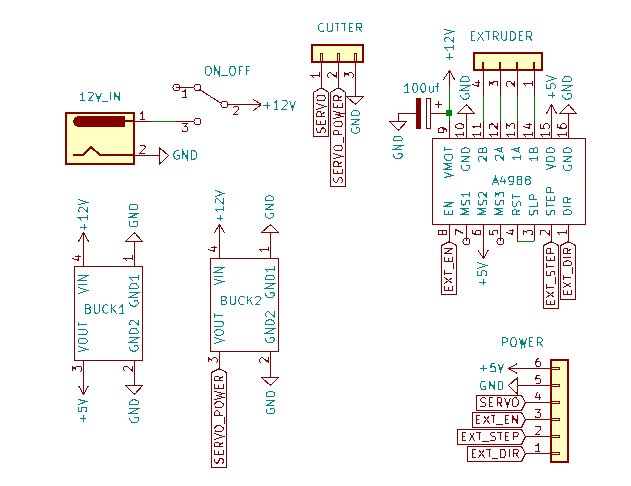 CUTTER
1
2
3
SERVO
SERVO_POWER
GND
ON_OFF
1
2
3
+12V
12V_IN
1
2
GND
EXTRUDER
4
3
2
1
+12V
100uf
+
GND
GND
+5V
GND
9
10
11
12
13
14
15
16
VMOT
GND
2B
2A
1A
1B
VDD
GND
A4988
EN
MS1
MS2
MS3
RST
SLP
STEP
DIR
8
7
6
5
4
3
2
1
EXT_EN
+5V
EXT_STEP
EXT_DIR
+12V
GND
4
1
VIN
GND1
BUCK1
VOUT
GND2
3
2
+5V
GND
+12V
GND
4
1
VIN
GND1
BUCK2
VOUT
GND2
3
2
SERVO_POWER
GND
POWER
+5V 6
GND 5
SERVO 4
EXT_EN 3
EXT_STEP 2
EXT_DIR 1